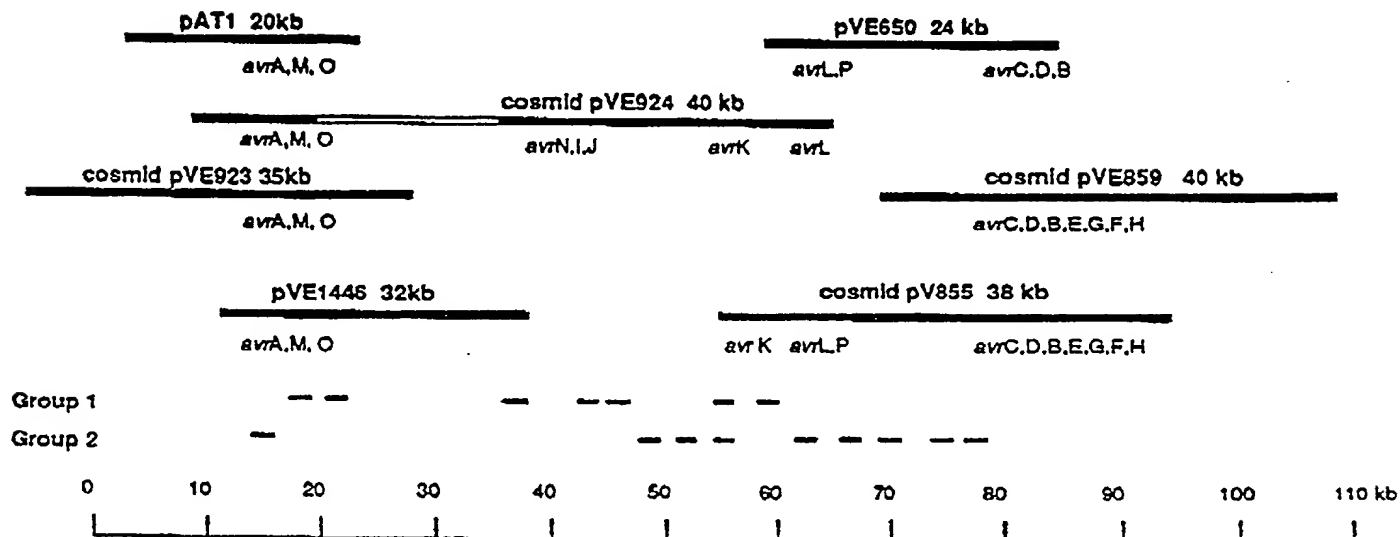 pAT1 20kb
pVE650 24 kb
avrA,M, O
avrL,P
avrC,D,B
cosmid pVE924 40 kb
avrA,M, O
avrN,I,J
avrK
avrL
cosmid pVE923 35kb
cosmid pVE859 40 kb
avrA,M, O
avrC,D,B,E,G,F,H
pVE1446 32kb
cosmid pV855 38 kb
avrA,M, O
avr K
avrL,P
avrC,D,B,E,G,F,H
Group 1
Group 2
0 10 20 30 40 50 60 70 80 90 100 110 kb